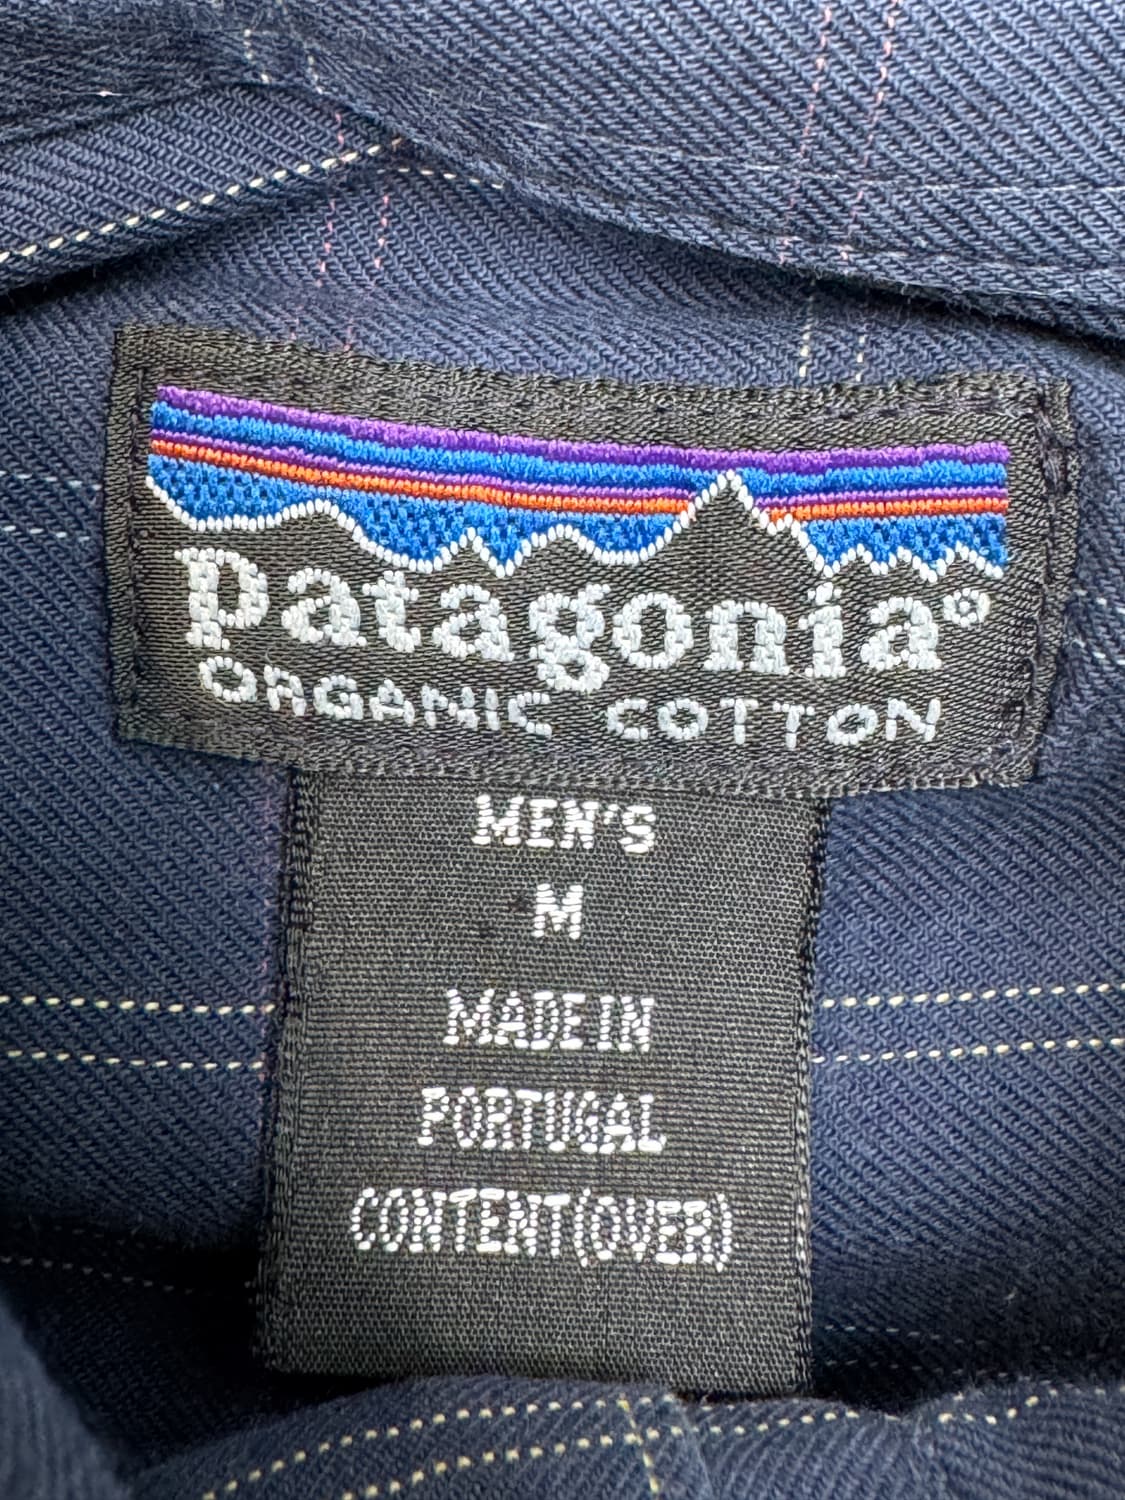 patagonia®
ORGANIC COTTON
MEN'S
M
MADE IN
PORTUGAL
CONTENT(OVER)